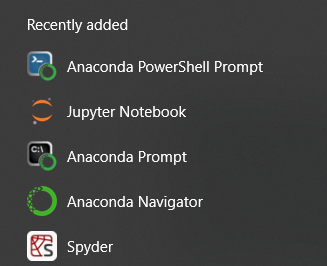 Recently added
Anaconda PowerShell Prompt
Jupyter Notebook
C:\
Anaconda Prompt
Anaconda Navigator
S
Spyder